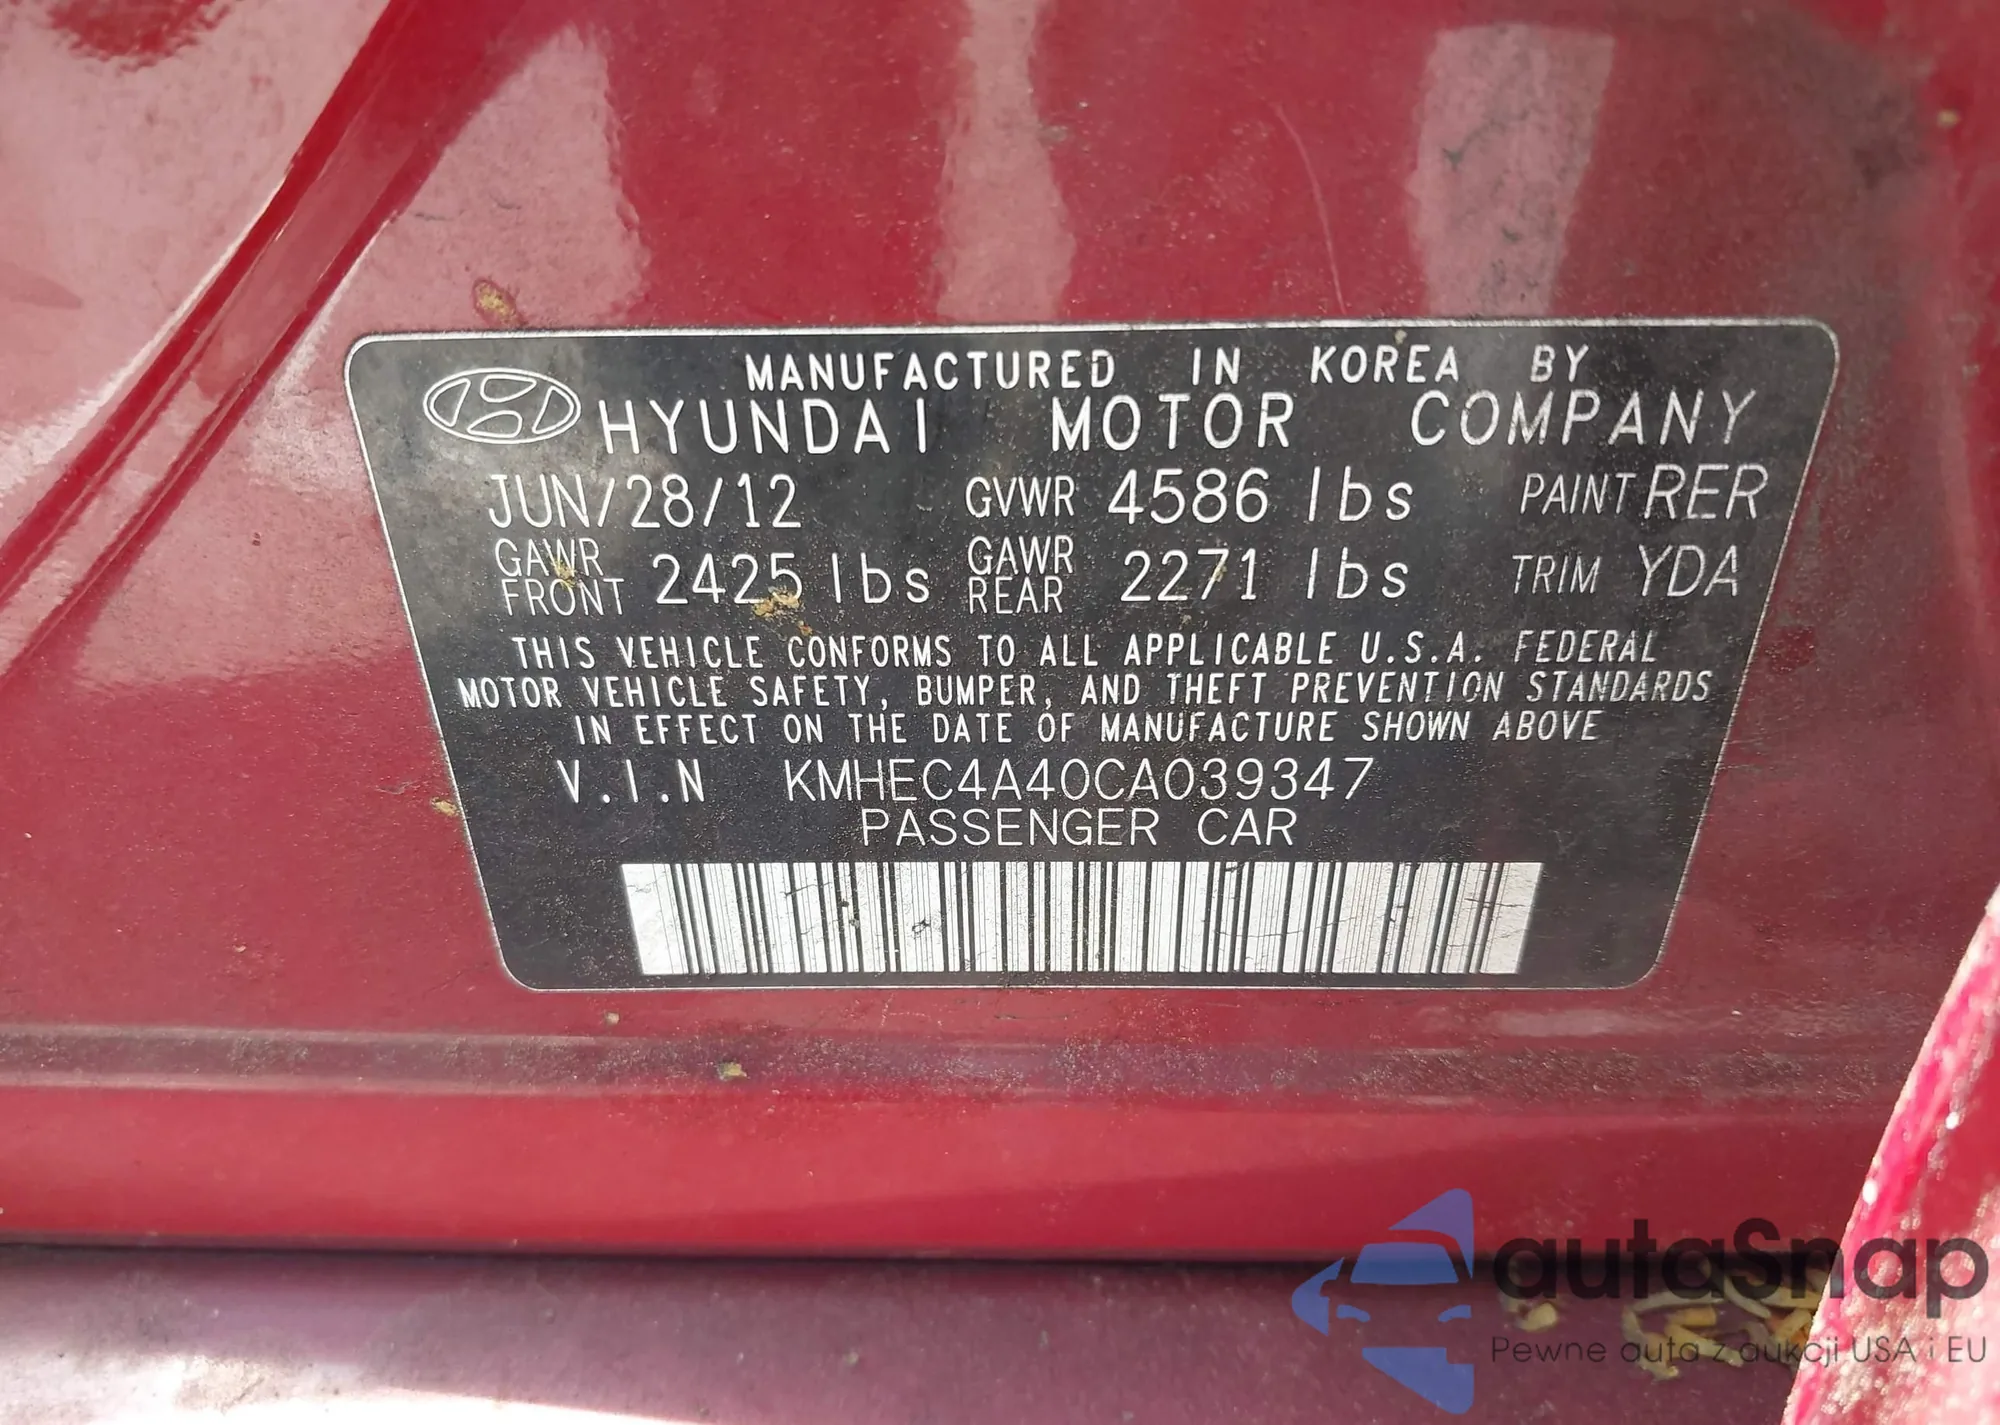 MANUFACTURED IN KOREA BY
HYUNDAI MOTOR COMPANY
JUN/28/12 GVWR 4586 lbs PAINT RER
GAWR FRONT 2425 lbs GAWR REAR 2271 lbs TRIM YDA
THIS VEHICLE CONFORMS TO ALL APPLICABLE U.S.A. FEDERAL
MOTOR VEHICLE SAFETY, BUMPER, AND THEFT PREVENTION STANDARDS
IN EFFECT ON THE DATE OF MANUFACTURE SHOWN ABOVE
V.I.N KMHEC4A40CA039347
PASSENGER CAR
autaSnap
Pewne auta z aukcji USA i EU